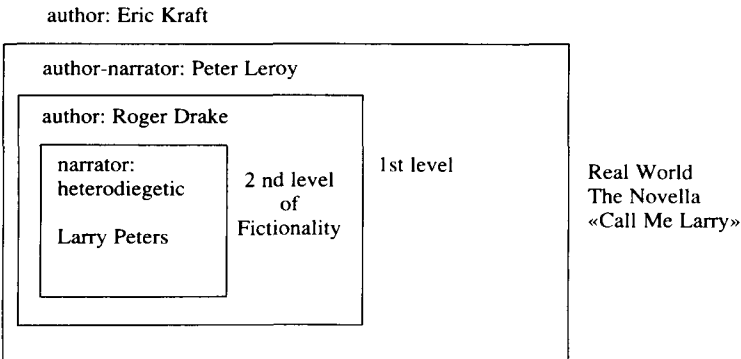 author: Eric Kraft
author-narrator: Peter Leroy
author: Roger Drake
narrator:
heterodiegetic
Larry Peters
2 nd level
of
Fictionality
1st level
Real World
The Novella
«Call Me Larry»